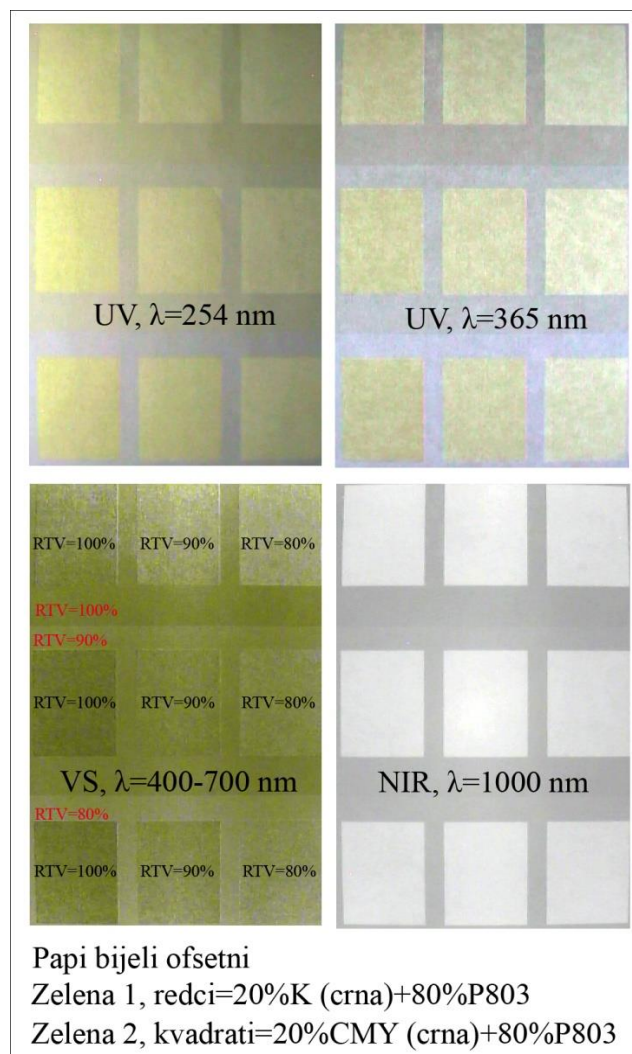 UV, λ=254 nm
UV, λ=365 nm
RTV=100% RTV=90% RTV=80%
RTV=100%
RTV=90%
RTV=100% RTV=90% RTV=80%
VS, λ=400-700 nm
NIR, λ=1000 nm
RTV=80%
RTV=100% RTV=90% RTV=80%
Papi bijeli ofsetni
Zelena 1, redci=20%K (crna)+80%P803
Zelena 2, kvadrati=20%CMY (crna)+80%P803